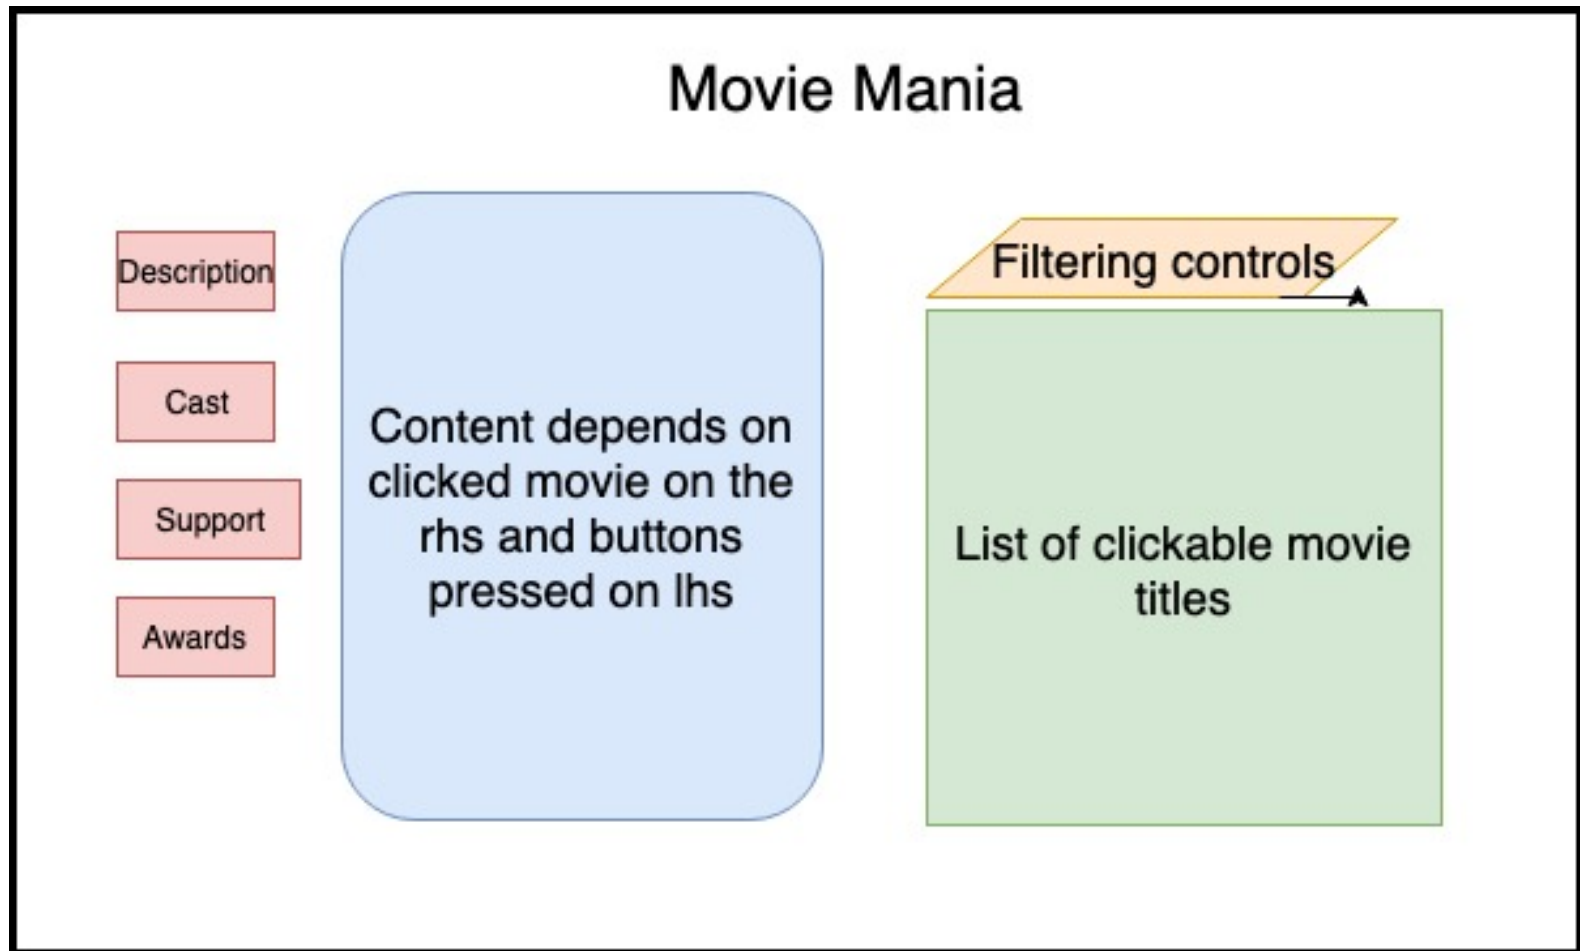 Movie Mania
Description
Cast
Support
Awards
Content depends on
clicked movie on the
rhs and buttons
pressed on lhs
Filtering controls
List of clickable movie
titles